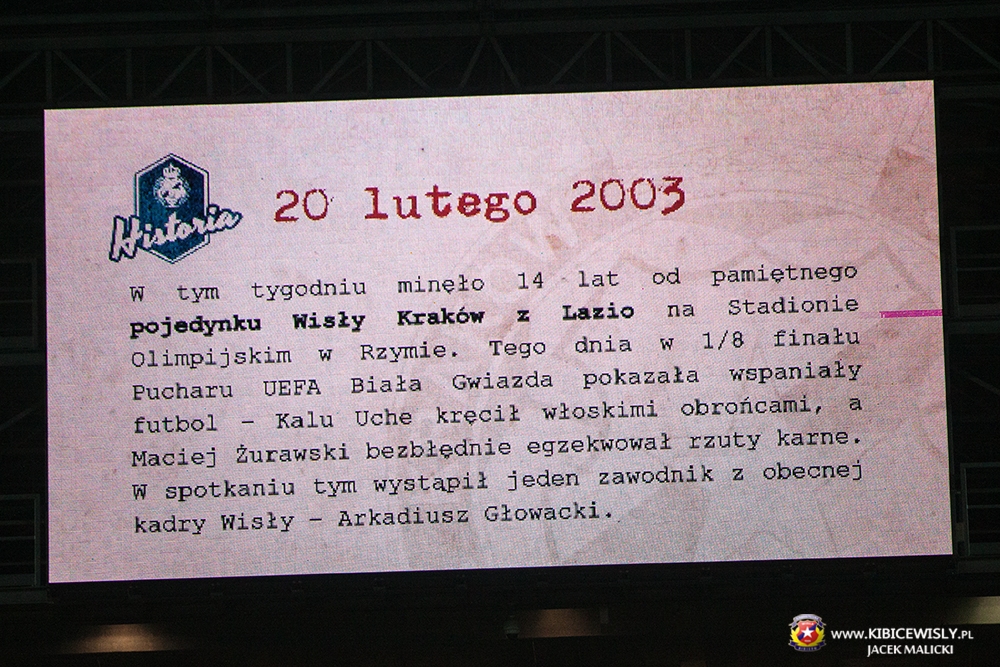 Historia
20 lutego 2003
W tym tygodniu minęło 14 lat od pamiętnego
pojedynku Wisły Kraków z Lazio na Stadionie
Olimpijskim w Rzymie. Tego dnia w 1/8 finału
Pucharu UEFA Biała Gwiazda pokazała wspaniały
futbol – Kalu Uche kręcił włoskimi obrońcami, a
Maciej Żurawski bezbłędnie egzekwował rzuty karne.
W spotkaniu tym wystąpił jeden zawodnik z obecnej
kadry Wisły – Arkadiusz Głowacki.
www.KIBICEWISLY.PL
JACEK MALICKI